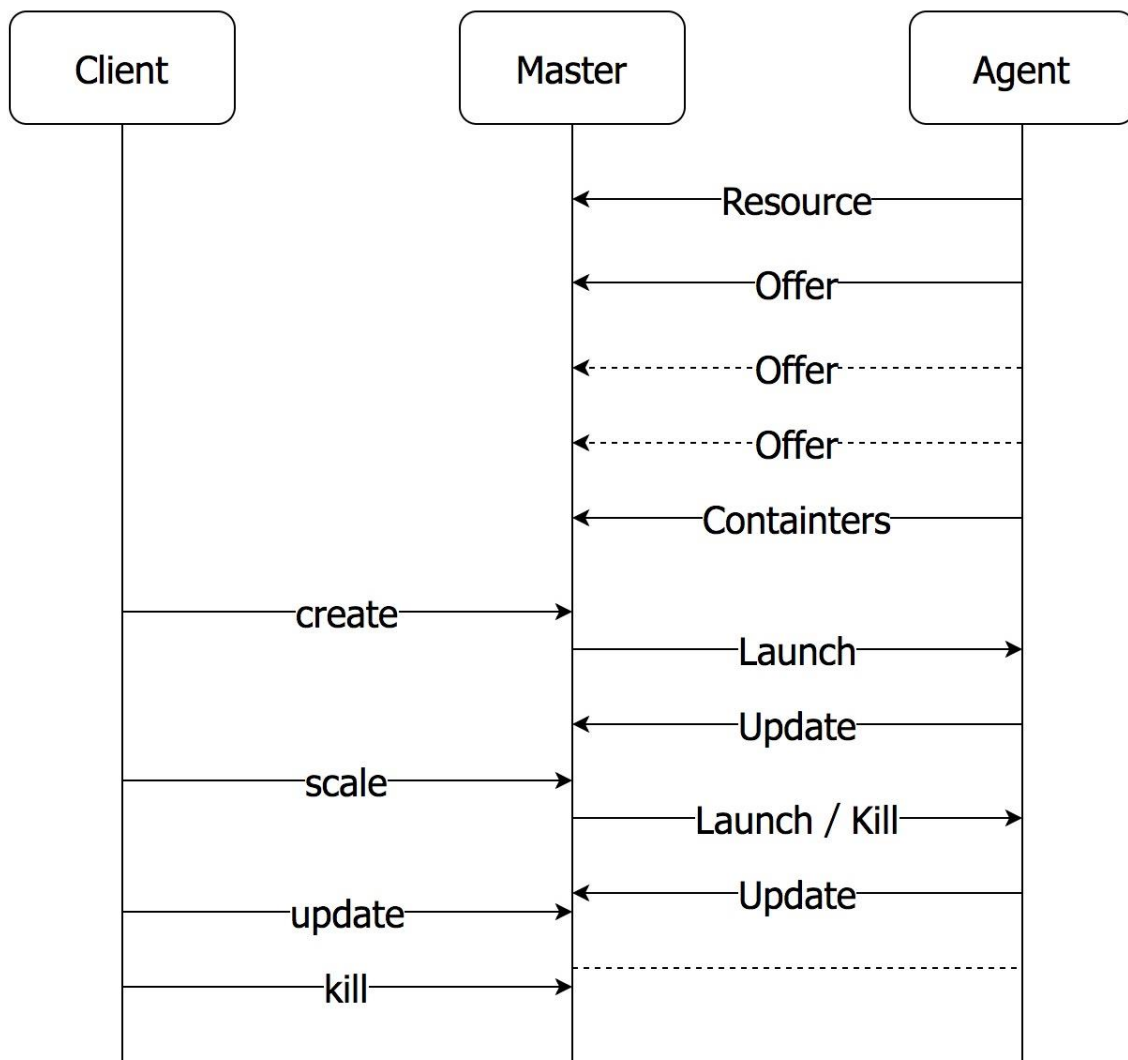 Client
Master
Agent
Resource
Offer
Offer
Offer
Containters
create
Launch
Update
scale
Launch / Kill
Update
update
kill